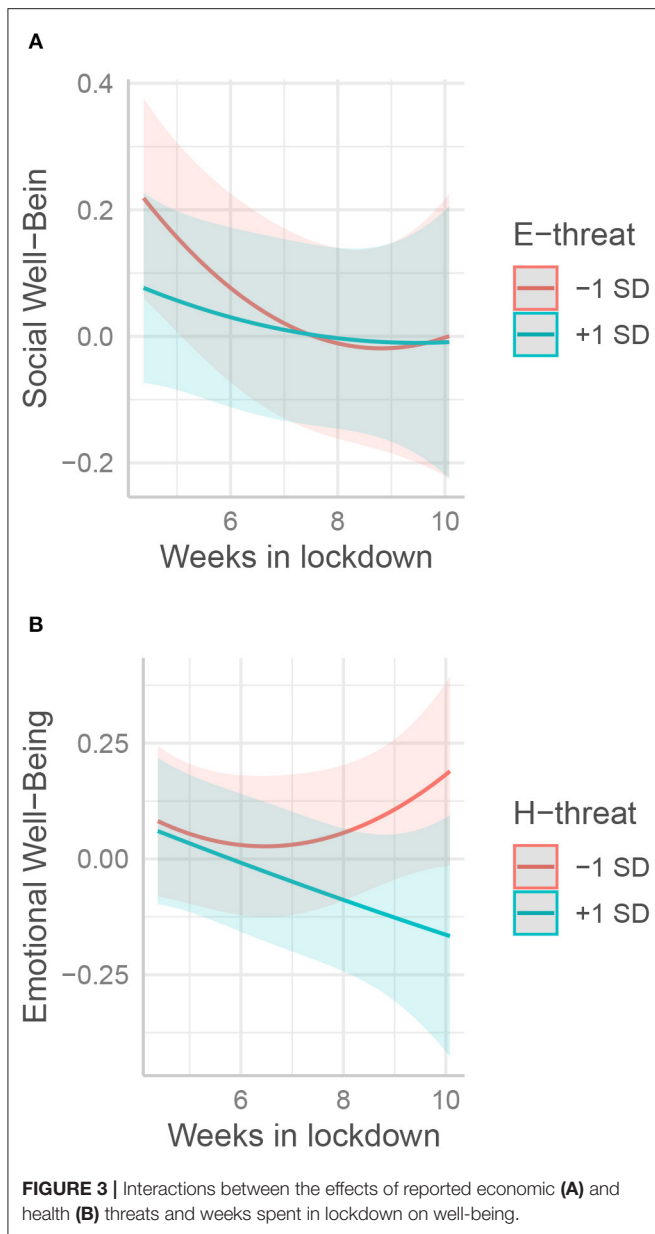 A
0.4
0.2
0.0
−0.2
Social Well−Bein
6 8 10
Weeks in lockdown
E−threat
−1 SD
+1 SD
B
0.25
0.00
−0.25
Emotional Well−Being
6 8 10
Weeks in lockdown
H−threat
−1 SD
+1 SD
FIGURE 3 | Interactions between the effects of reported economic (A) and
health (B) threats and weeks spent in lockdown on well-being.